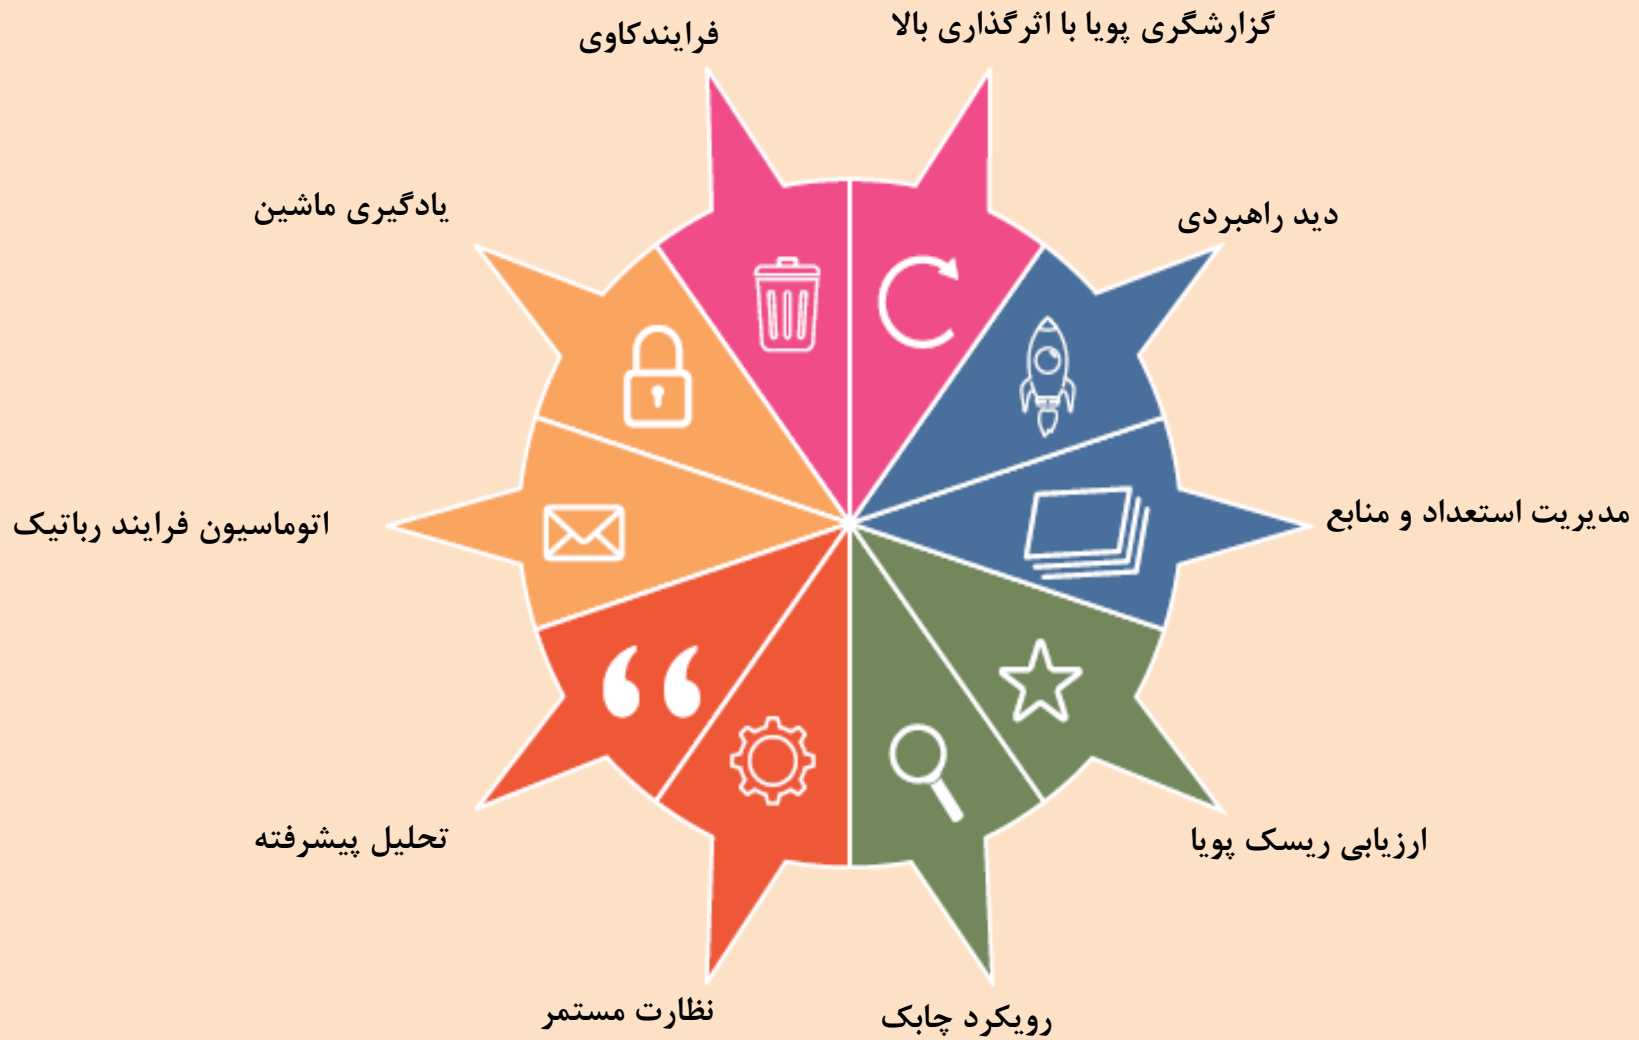 گزارشگری پویا با اثرگذاری بالا
فرایندکاوی
دید راهبردی
یادگیری ماشین
مدیریت استعداد و منابع
اتوماسیون فرایند رباتیک
ارزیابی ریسک پویا
تحلیل پیشرفته
رویکرد چابک
نظارت مستمر